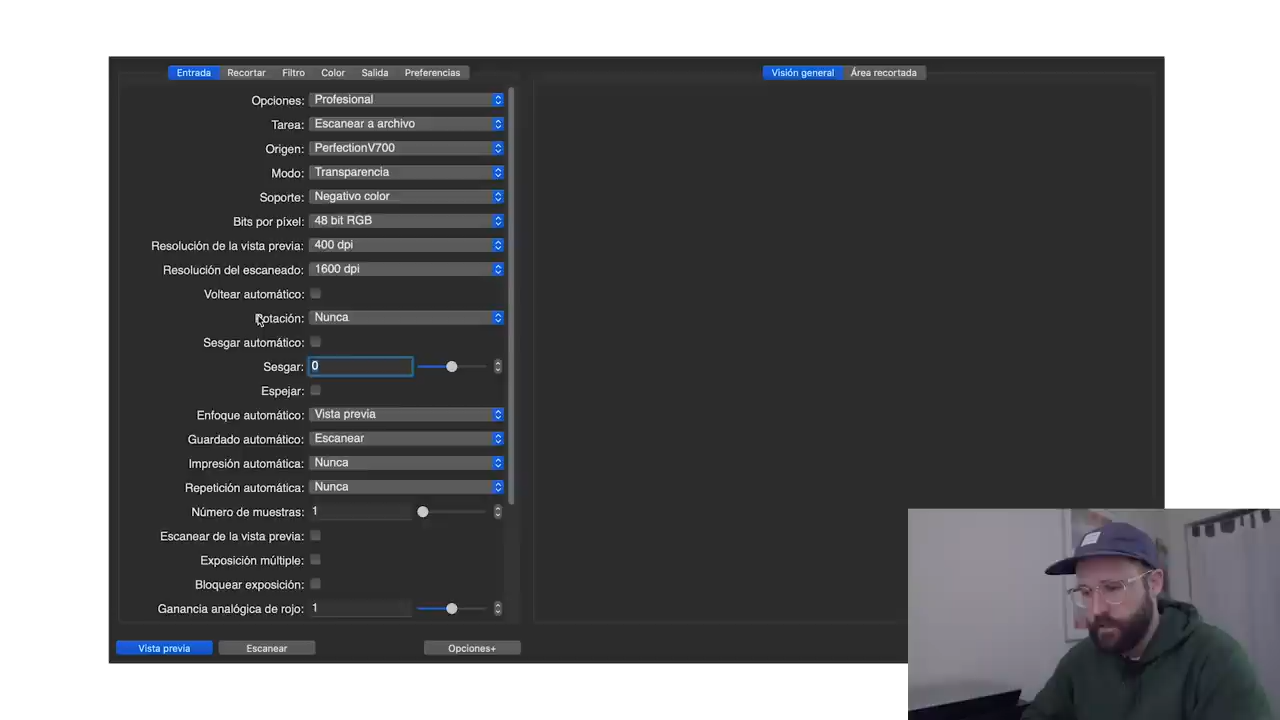 Entrada Recortar Filtro Color Salida Preferencias Visión general Área recortada
Opciones: Profesional
Tarea: Escanear a archivo
Origen: PerfectionV700
Modo: Transparencia
Soporte: Negativo color
Bits por píxel: 48 bit RGB
Resolución de la vista previa: 400 dpi
Resolución del escaneado: 1600 dpi
Voltear automático:
Rotación: Nunca
Sesgar automático:
Sesgar: 0
Espejar:
Enfoque automático: Vista previa
Guardado automático: Escanear
Impresión automática: Nunca
Repetición automática: Nunca
Número de muestras: 1
Escanear de la vista previa:
Exposición múltiple:
Bloquear exposición:
Ganancia analógica de rojo: 1
Vista previa Escanear Opciones+